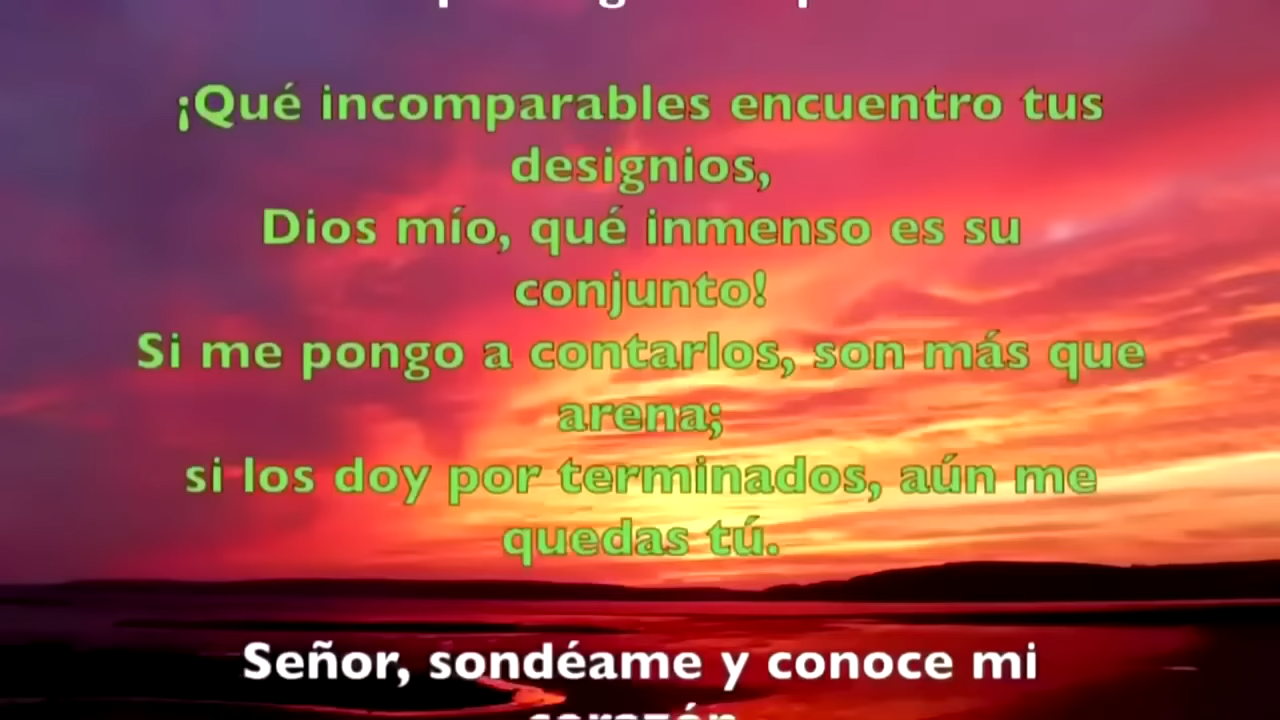 ¡Qué incomparables encuentro tus
designios,
Dios mío, qué inmenso es su
conjunto!
Si me pongo a contarlos, son más que
arena;
si los doy por terminados, aún me
quedas tú.
Señor, sondéame y conoce mi
corazón